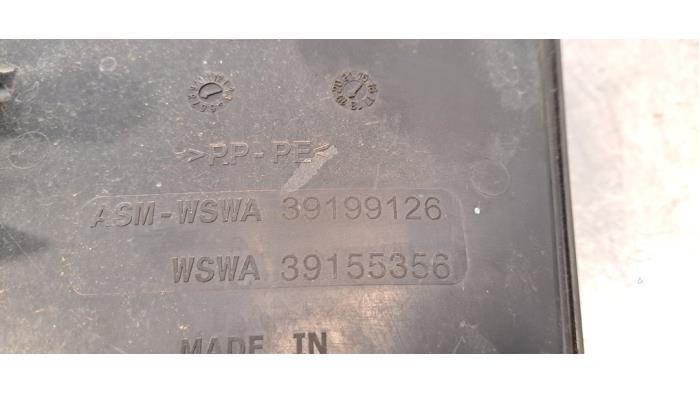 >PP-PE<
ASM-WSWA 39199126
WSWA 39155356
MADE IN